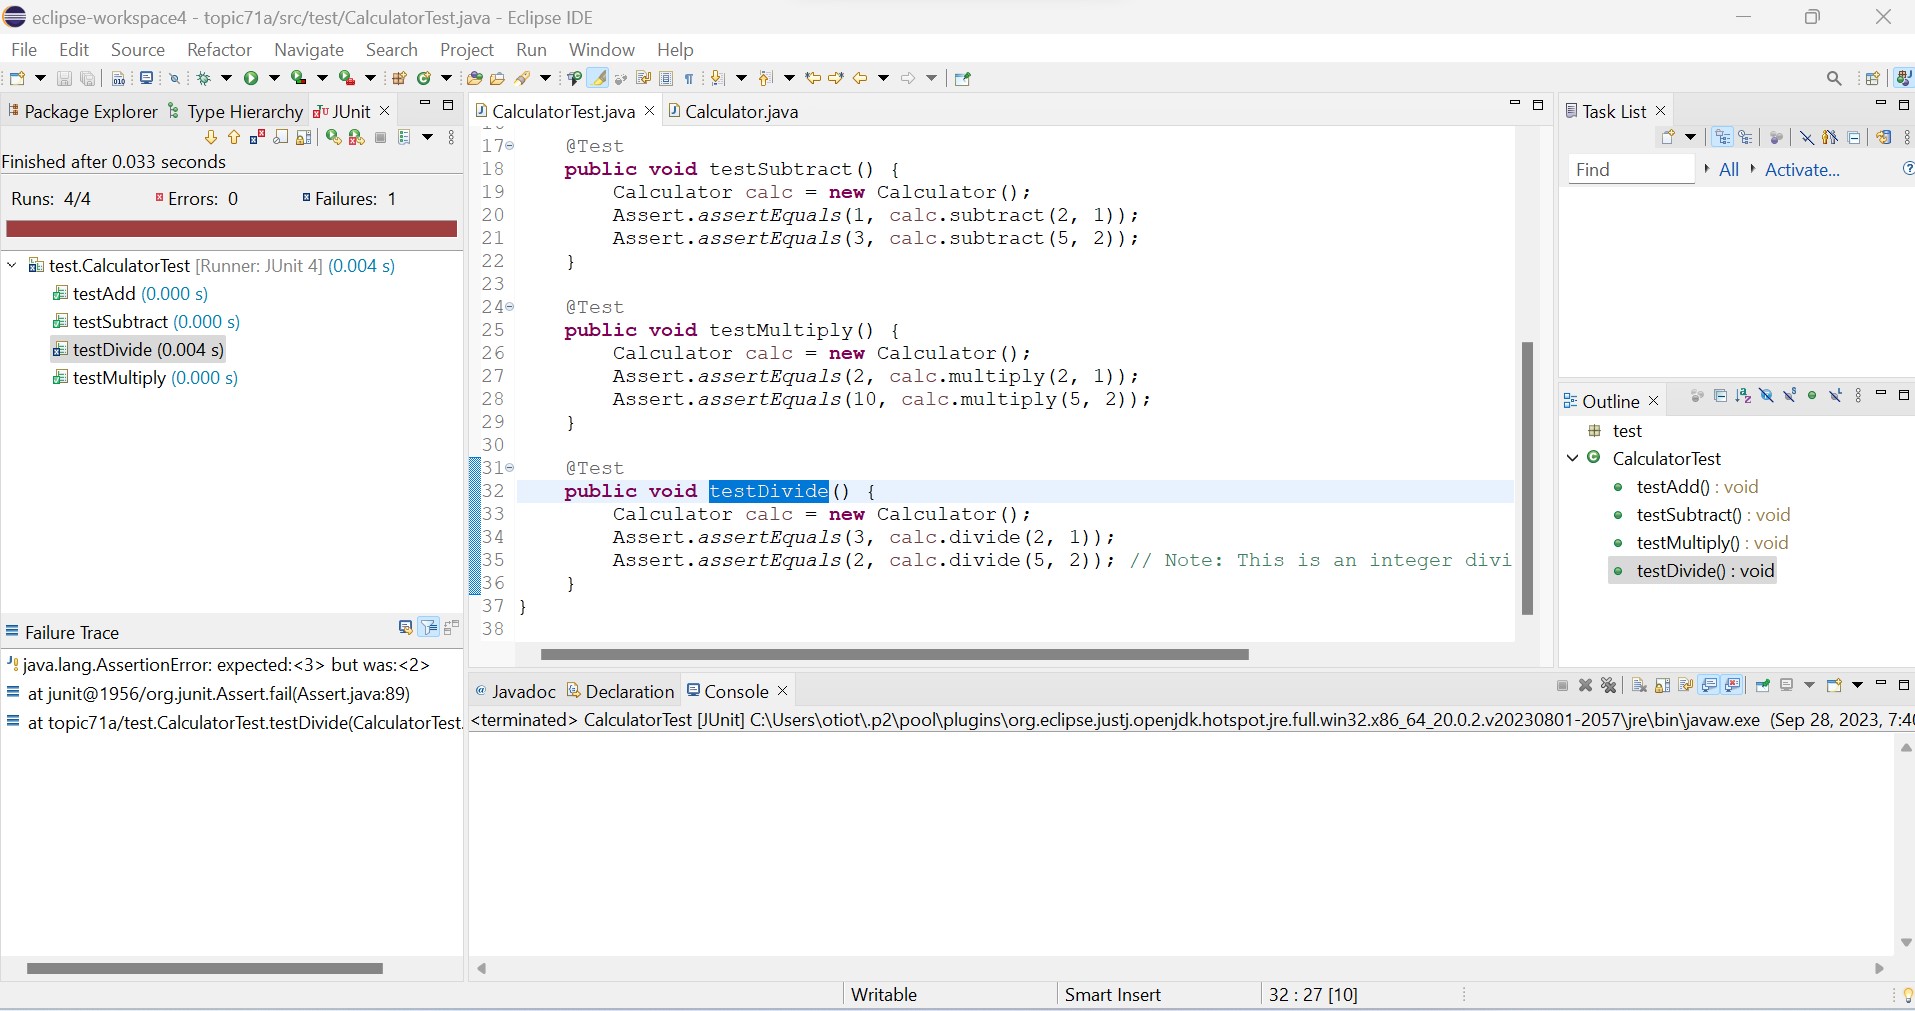 eclipse-workspace4 - topic71a/src/test/CalculatorTest.java - Eclipse IDE
File Edit Source Refactor Navigate Search Project Run Window Help
Package Explorer Type Hierarchy JUnit
Finished after 0.033 seconds
Runs: 4/4 Errors: 0 Failures: 1
test.CalculatorTest [Runner: JUnit 4] (0.004 s)
testAdd (0.000 s)
testSubtract (0.000 s)
testDivide (0.004 s)
testMultiply (0.000 s)
Failure Trace
java.lang.AssertionError: expected:<3> but was:<2>
at junit@1956/org.junit.Assert.fail(Assert.java:89)
at topic71a/test.CalculatorTest.testDivide(CalculatorTest.
CalculatorTest.java Calculator.java
17 @Test
18 public void testSubtract() {
19 Calculator calc = new Calculator();
20 Assert.assertEquals(1, calc.subtract(2, 1));
21 Assert.assertEquals(3, calc.subtract(5, 2));
22 }
23
24 @Test
25 public void testMultiply() {
26 Calculator calc = new Calculator();
27 Assert.assertEquals(2, calc.multiply(2, 1));
28 Assert.assertEquals(10, calc.multiply(5, 2));
29 }
30
31 @Test
32 public void testDivide() {
33 Calculator calc = new Calculator();
34 Assert.assertEquals(3, calc.divide(2, 1));
35 Assert.assertEquals(2, calc.divide(5, 2)); // Note: This is an integer divi
36 }
37 }
38
Task List
Find All Activate...
Outline
test
CalculatorTest
testAdd() : void
testSubtract() : void
testMultiply() : void
testDivide() : void
@ Javadoc Declaration Console
<terminated> CalculatorTest [JUnit] C:\Users\otiot\.p2\pool\plugins\org.eclipse.justj.openjdk.hotspot.jre.full.win32.x86_64_20.0.2.v20230801-2057\jre\bin\javaw.exe (Sep 28, 2023, 7:4
Writable Smart Insert 32 : 27 [10]